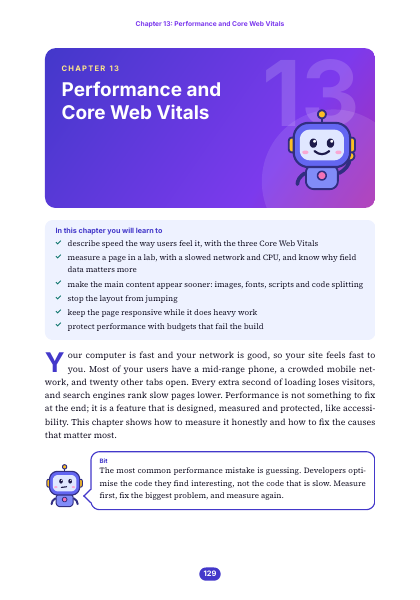 Chapter 13: Performance and Core Web Vitals
13
CHAPTER 13
Performance and
Core Web Vitals
In this chapter you will learn to
describe speed the way users feel it, with the three Core Web Vitals
measure a page in a lab, with a slowed network and CPU, and know why field
data matters more
make the main content appear sooner: images, fonts, scripts and code splitting
stop the layout from jumping
keep the page responsive while it does heavy work
protect performance with budgets that fail the build
Your computer is fast and your network is good, so your site feels fast to
you. Most of your users have a mid-range phone, a crowded mobile net-
work, and twenty other tabs open. Every extra second of loading loses visitors,
and search engines rank slow pages lower. Performance is not something to fix
at the end; it is a feature that is designed, measured and protected, like accessi-
bility. This chapter shows how to measure it honestly and how to fix the causes
that matter most.
Bit
The most common performance mistake is guessing. Developers opti-
mise the code they find interesting, not the code that is slow. Measure
first, fix the biggest problem, and measure again.
129